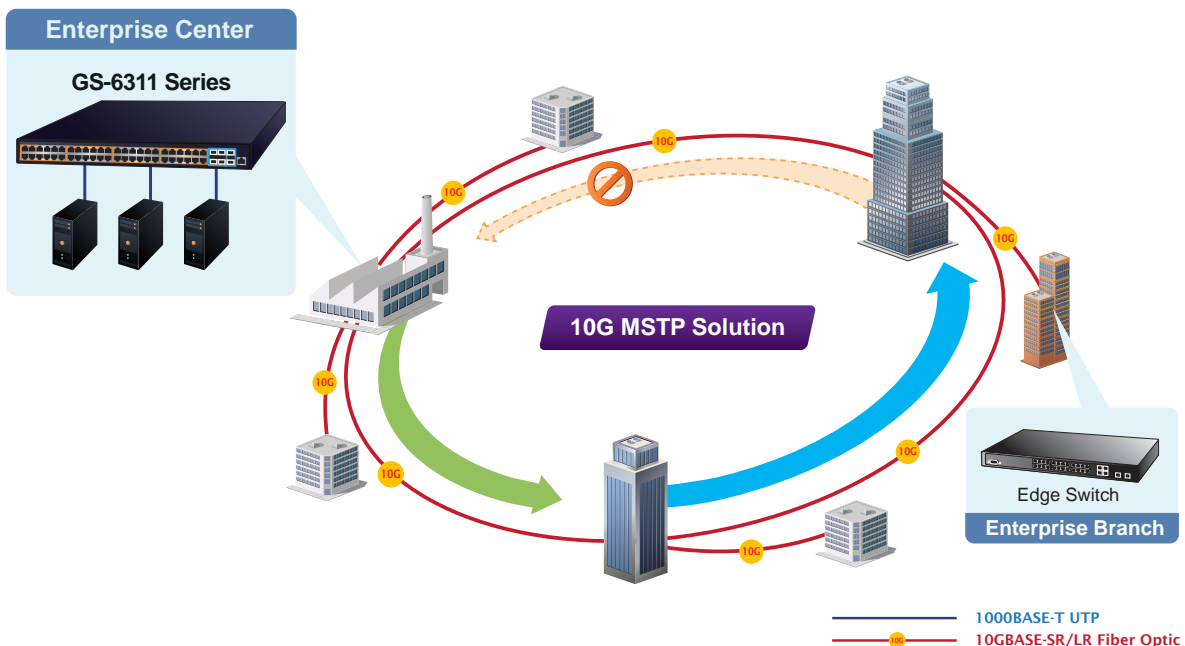 Enterprise Center
GS-6311 Series
10G
10G
10G
10G MSTP Solution
10G
10G
10G
10G
Edge Switch
Enterprise Branch
1000BASE-T UTP
10G
10GBASE-SR/LR Fiber Optic